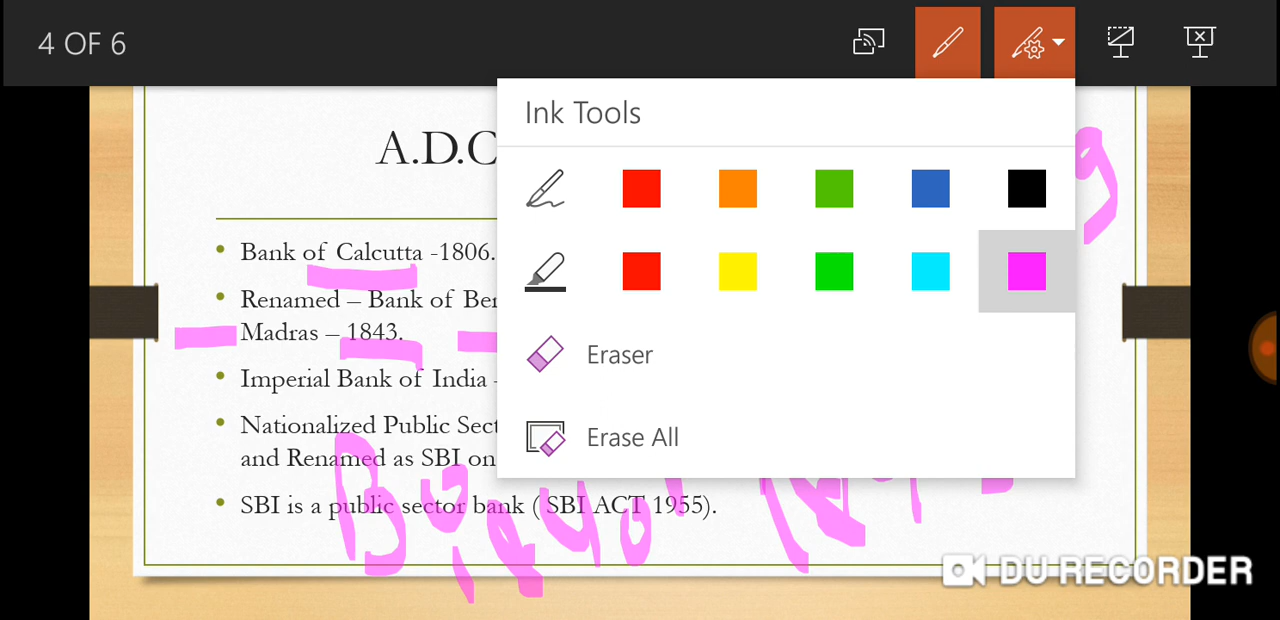 4 OF 6
Ink Tools
A.D.C
Bank of Calcutta -1806.
Renamed – Bank of Ben
Madras – 1843.
Imperial Bank of India -
Nationalized Public Sect
and Renamed as SBI on
SBI is a public sector bank ( SBI ACT 1955).
Eraser
Erase All
DU RECORDER